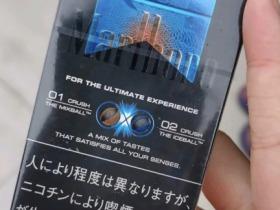 Marlboro
FOR THE ULTIMATE EXPERIENCE
01 CRUSH
THE MIXBALL™
02 CRUSH
THE ICEBALL™
A MIX OF TASTES
THAT SATISFIES ALL YOUR SENSES.
人により程度は異なりますが、
ニコチンにより喫煙